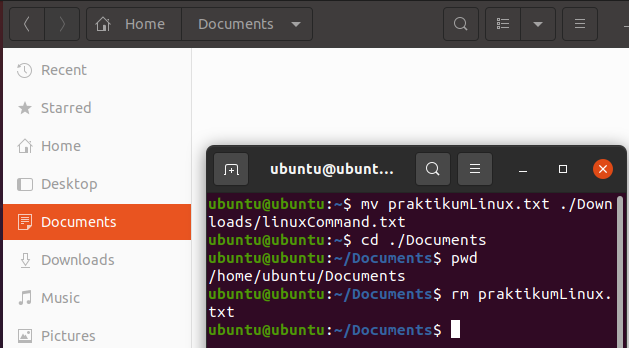 Home Documents
Recent
Starred
Home
Desktop
Documents
Downloads
Music
Pictures
ubuntu@ubunt...
ubuntu@ubuntu:~$ mv praktikumLinux.txt ./Down
loads/linuxCommand.txt
ubuntu@ubuntu:~$ cd ./Documents
ubuntu@ubuntu:~/Documents$ pwd
/home/ubuntu/Documents
ubuntu@ubuntu:~/Documents$ rm praktikumLinux.
txt
ubuntu@ubuntu:~/Documents$